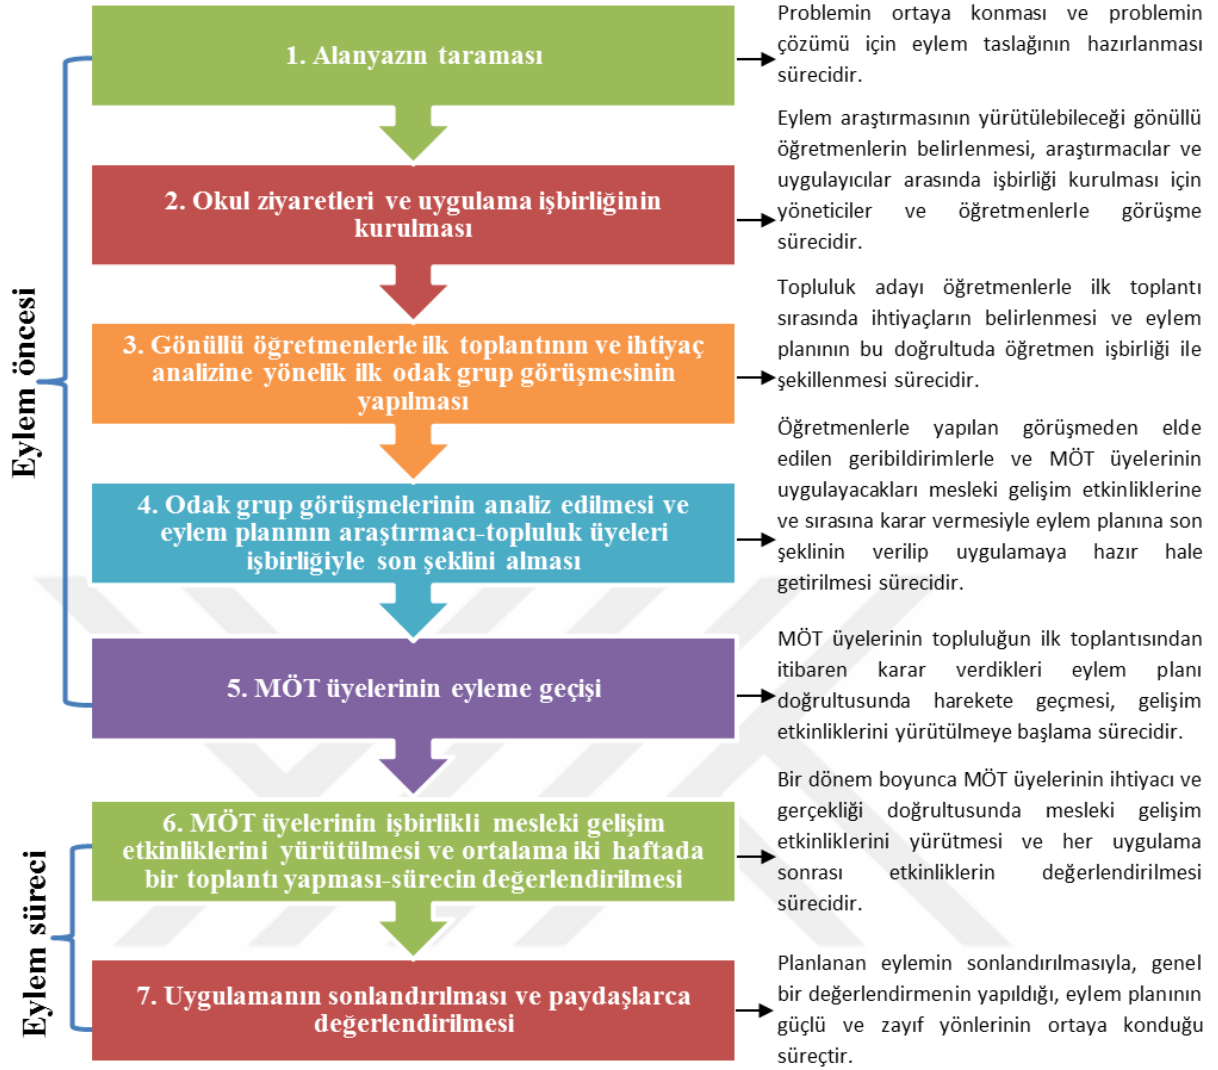 Eylem öncesi
1. Alanyazın taraması
Problemin ortaya konması ve problemin
çözümü için eylem taslağının hazırlanması
sürecidir.
2. Okul ziyaretleri ve uygulama işbirliğinin
kurulması
Eylem araştırmasının yürütülebileceği gönüllü
öğretmenlerin belirlenmesi, araştırmacılar ve
uygulayıcılar arasında işbirliği kurulması için
yöneticiler ve öğretmenlerle görüşme
sürecidir.
3. Gönüllü öğretmenlerle ilk toplantının ve ihtiyaç
analizine yönelik ilk odak grup görüşmesinin
yapılması
Topluluk adayı öğretmenlerle ilk toplantı
sırasında ihtiyaçların belirlenmesi ve eylem
planının bu doğrultuda öğretmen işbirliği ile
şekillenmesi sürecidir.
4. Odak grup görüşmelerinin analiz edilmesi ve
eylem planının araştırmacı-topluluk üyeleri
işbirliğiyle son şeklini alması
Öğretmenlerle yapılan görüşmeden elde
edilen geribildirimlerle ve MÖT üyelerinin
uygulayacakları mesleki gelişim etkinliklerine
ve sırasına karar vermesiyle eylem planına son
şeklinin verilip uygulamaya hazır hale
getirilmesi sürecidir.
5. MÖT üyelerinin eyleme geçişi
MÖT üyelerinin topluluğun ilk toplantısından
itibaren karar verdikleri eylem planı
doğrultusunda harekete geçmesi, gelişim
etkinliklerini yürütülmeye başlama sürecidir.
Eylem süreci
6. MÖT üyelerinin işbirlikli mesleki gelişim
etkinliklerini yürütülmesi ve ortalama iki haftada
bir toplantı yapması-sürecin değerlendirilmesi
Bir dönem boyunca MÖT üyelerinin ihtiyacı ve
gerçekliği doğrultusunda mesleki gelişim
etkinliklerini yürütmesi ve her uygulama
sonrası etkinliklerin değerlendirilmesi
sürecidir.
7. Uygulamanın sonlandırılması ve paydaşlarca
değerlendirilmesi
Planlanan eylemin sonlandırılmasıyla, genel
bir değerlendirmenin yapıldığı, eylem planının
güçlü ve zayıf yönlerinin ortaya konduğu
süreçtir.